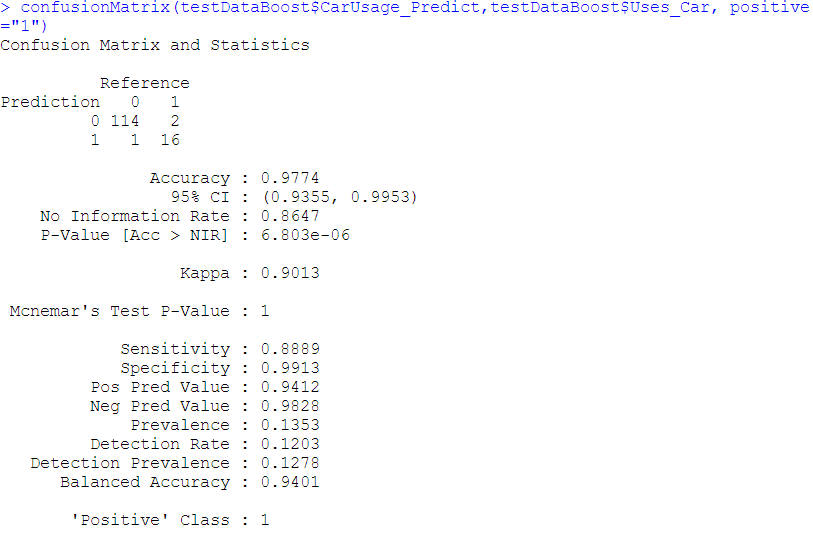 > confusionMatrix(testDataBoost$CarUsage_Predict,testDataBoost$Uses_Car, positive
="1")
Confusion Matrix and Statistics
Reference
Prediction   0   1
0 114   2
1   1  16
Accuracy : 0.9774
95% CI : (0.9355, 0.9953)
No Information Rate : 0.8647
P-Value [Acc > NIR] : 6.803e-06
Kappa : 0.9013
Mcnemar's Test P-Value : 1
Sensitivity : 0.8889
Specificity : 0.9913
Pos Pred Value : 0.9412
Neg Pred Value : 0.9828
Prevalence : 0.1353
Detection Rate : 0.1203
Detection Prevalence : 0.1278
Balanced Accuracy : 0.9401
'Positive' Class : 1